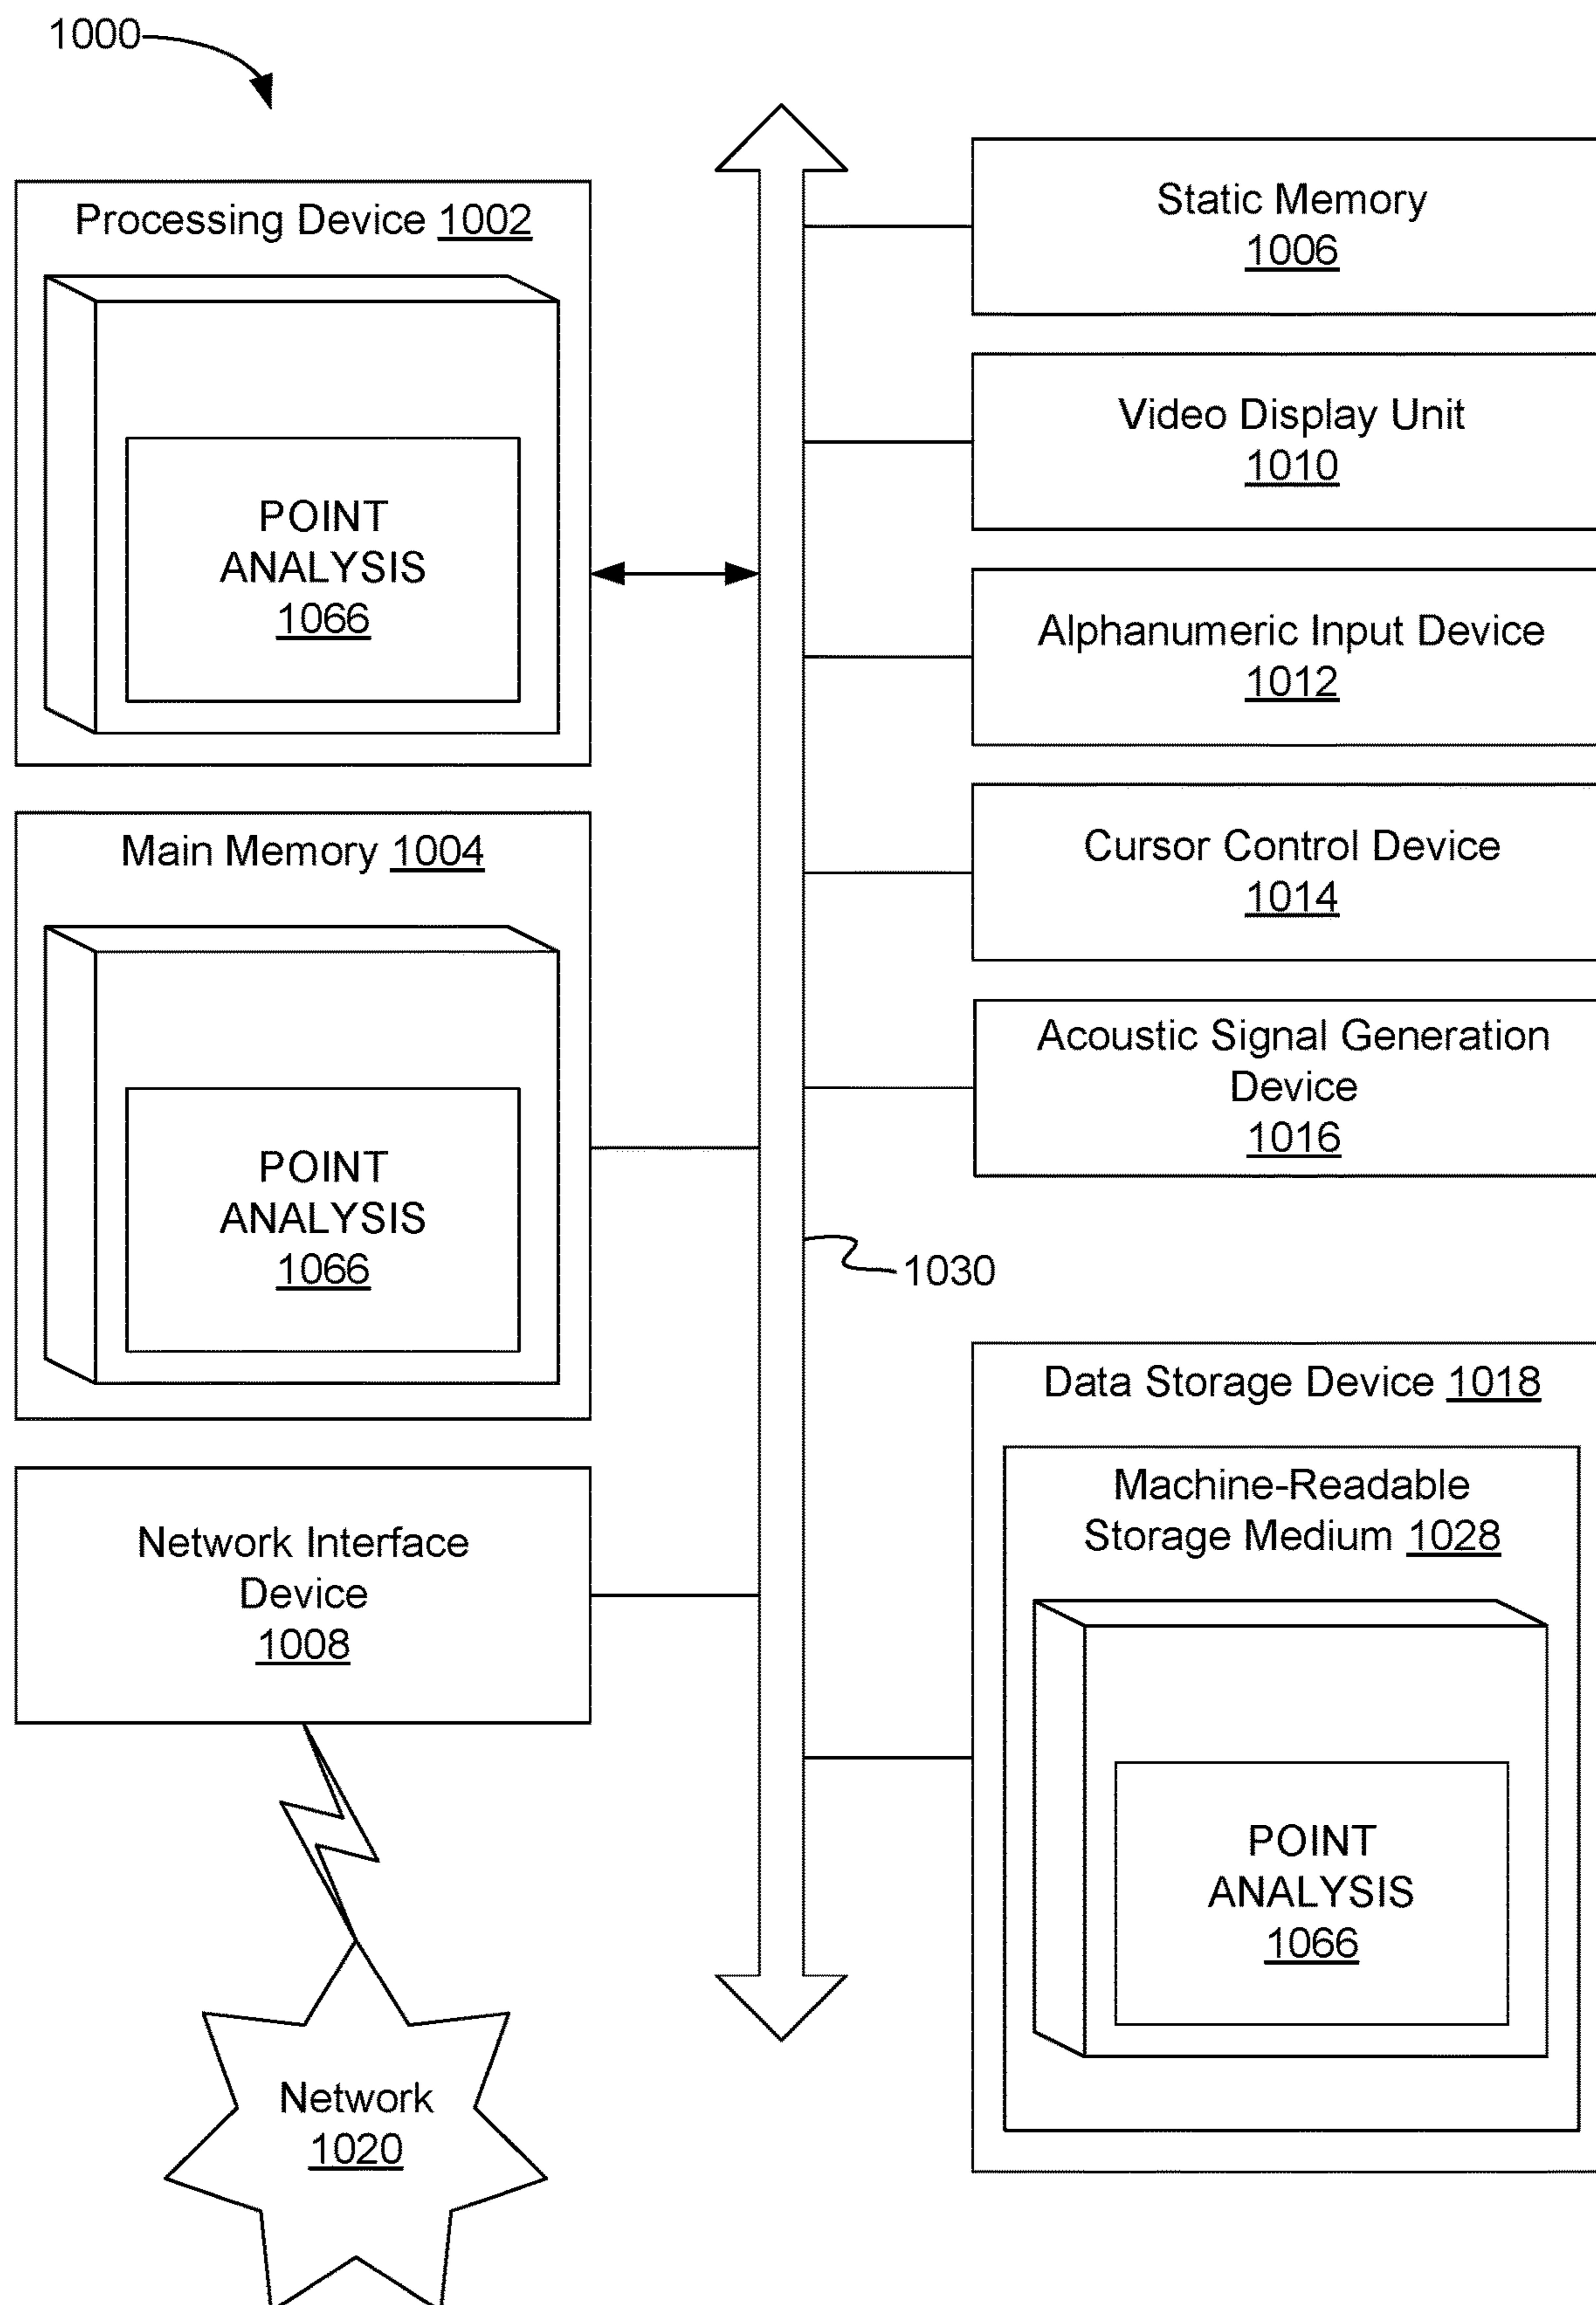 1000
Processing Device 1002
POINT
ANALYSIS
1066
Main Memory 1004
POINT
ANALYSIS
1066
Network Interface
Device
1008
Network
1020
Static Memory
1006
Video Display Unit
1010
Alphanumeric Input Device
1012
Cursor Control Device
1014
Acoustic Signal Generation
Device
1016
1030
Data Storage Device 1018
Machine-Readable
Storage Medium 1028
POINT
ANALYSIS
1066